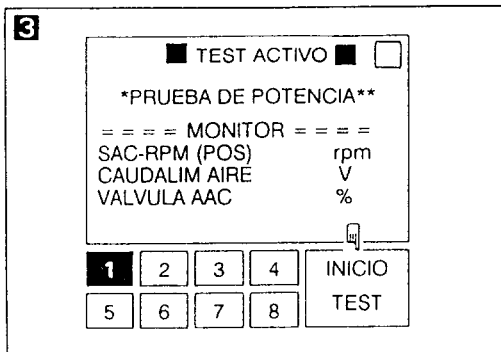 3
■ TEST ACTIVO ■
*PRUEBA DE POTENCIA**
= = = = MONITOR = = = =
SAC-RPM (POS) rpm
CAUDALIM AIRE V
VALVULA AAC %
1 2 3 4 INICIO
5 6 7 8 TEST